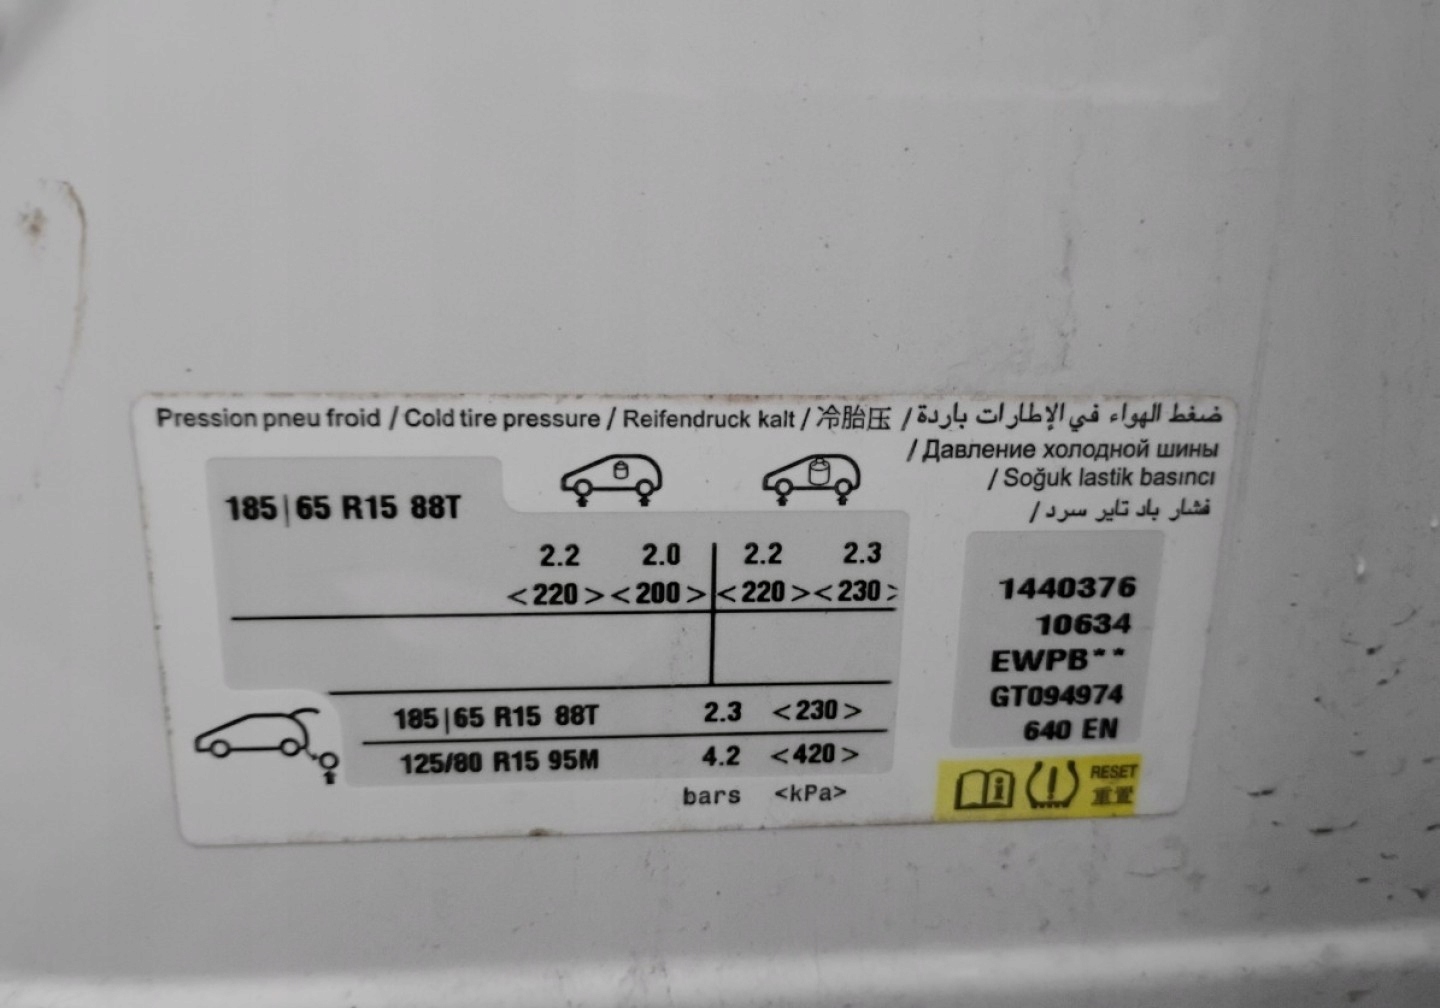 Pression pneu froid / Cold tire pressure / Reifendruck kalt / 冷胎压 / ضغط الهواء في الإطارات باردة
/ Давление холодной шины
/ Soğuk lastik basıncı
/ فشار باد تایر سرد
185|65 R15 88T
2.2 2.0 2.2 2.3
<220> <200> <220> <230>
185|65 R15 88T 2.3 <230>
125/80 R15 95M 4.2 <420>
bars <kPa>
1440376
10634
EWPB**
GT094974
640 EN
RESET
重置